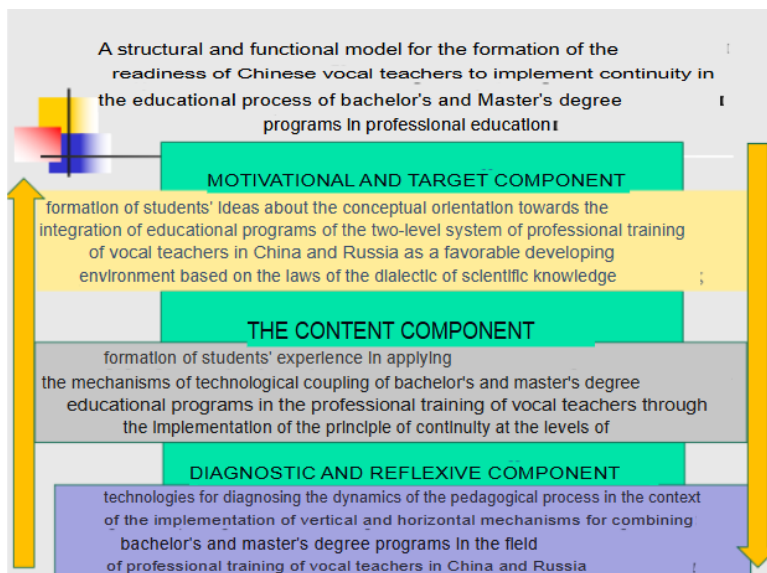 A structural and functional model for the formation of the
readiness of Chinese vocal teachers to implement continuity in
the educational process of bachelor's and Master's degree
programs in professional education
MOTIVATIONAL AND TARGET COMPONENT
formation of students' ideas about the conceptual orientation towards the
integration of educational programs of the two-level system of professional training
of vocal teachers in China and Russia as a favorable developing
environment based on the laws of the dialectic of scientific knowledge ;
THE CONTENT COMPONENT
formation of students' experience in applying
the mechanisms of technological coupling of bachelor's and master's degree
educational programs in the professional training of vocal teachers through
the implementation of the principle of continuity at the levels of
DIAGNOSTIC AND REFLEXIVE COMPONENT
technologies for diagnosing the dynamics of the pedagogical process in the context
of the implementation of vertical and horizontal mechanisms for combining
bachelor's and master's degree programs in the field
of professional training of vocal teachers in China and Russia